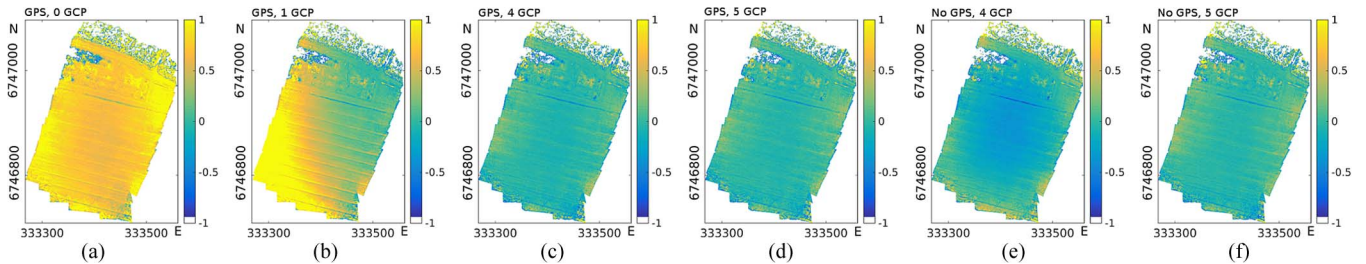 GPS, 0 GCP
N
6747000
6746800
333300
333500 E
1
0.5
0
-0.5
-1
(a)
GPS, 1 GCP
N
6747000
6746800
333300
333500 E
1
0.5
0
-0.5
-1
(b)
GPS, 4 GCP
N
6747000
6746800
333300
333500 E
1
0.5
0
-0.5
-1
(c)
GPS, 5 GCP
N
6747000
6746800
333300
333500 E
1
0.5
0
-0.5
-1
(d)
No GPS, 4 GCP
N
6747000
6746800
333300
333500 E
1
0.5
0
-0.5
-1
(e)
No GPS, 5 GCP
N
6747000
6746800
333300
333500 E
1
0.5
0
-0.5
-1
(f)